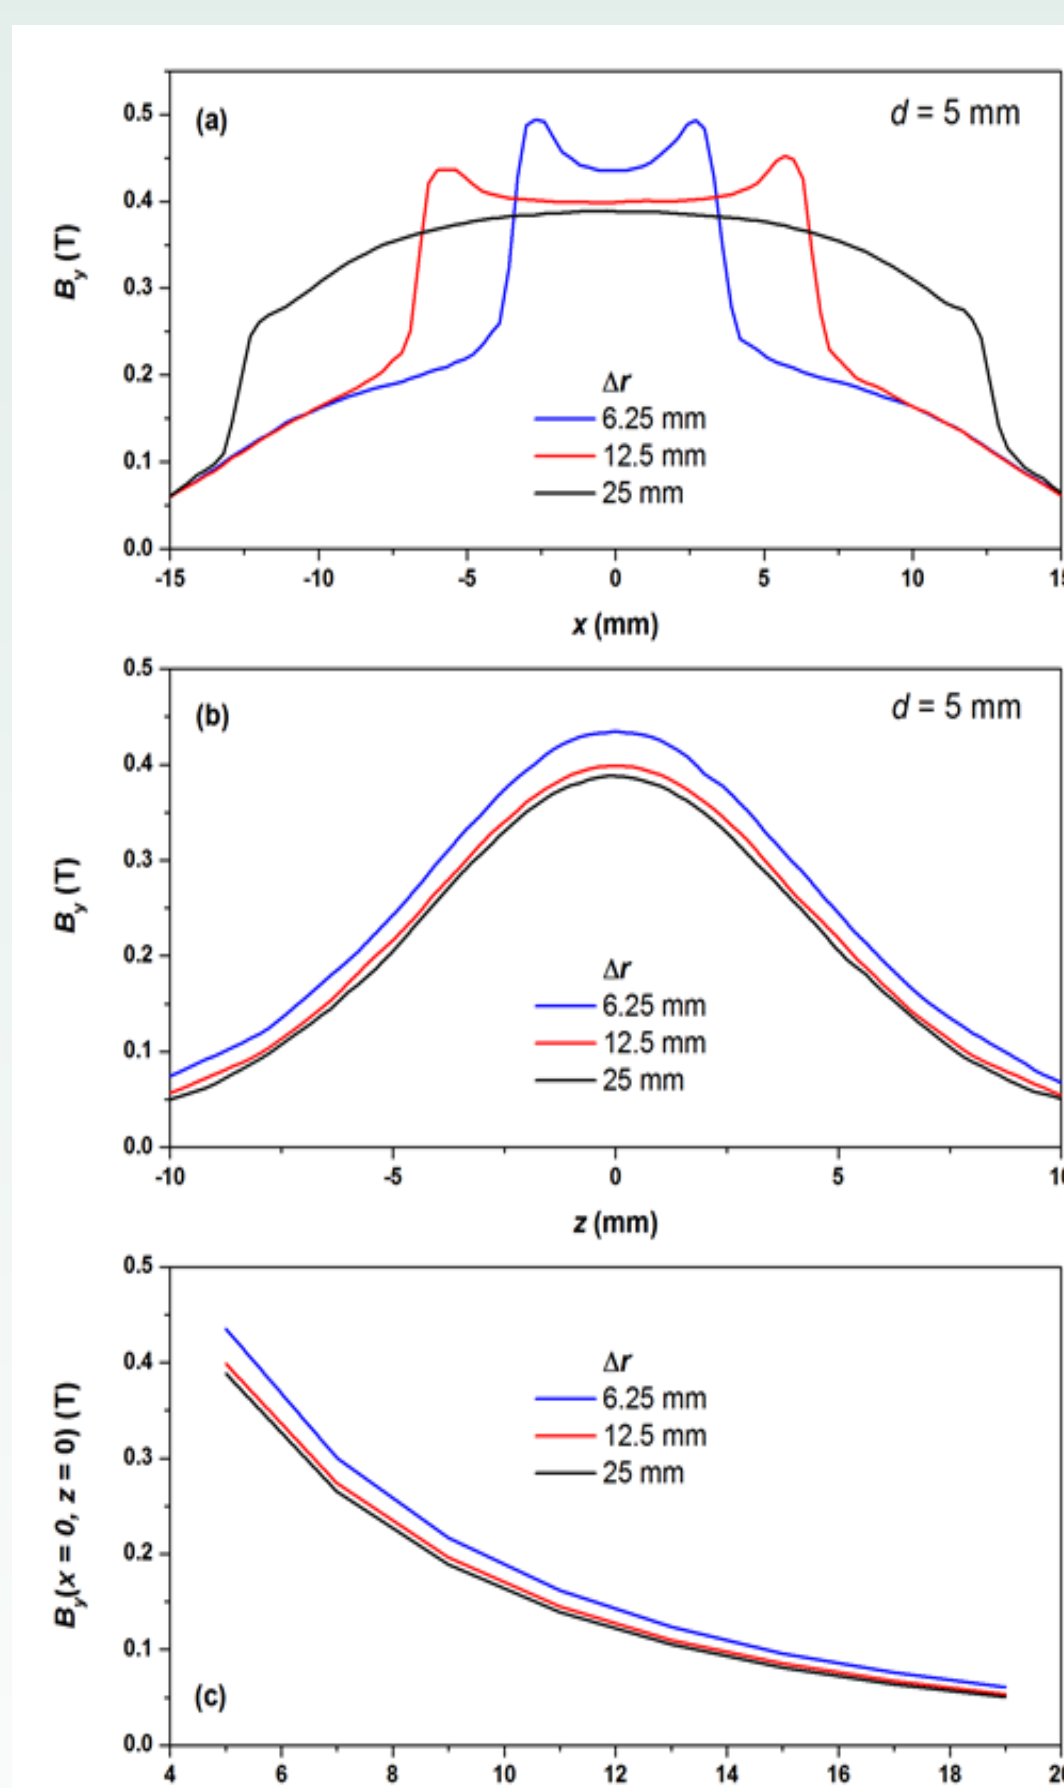 (a)
d = 5 mm
0.5
0.4
0.3
0.2
0.1
0.0
B_y (T)
Δr
6.25 mm
12.5 mm
25 mm
-15 -10 -5 0 5 10 15
x (mm)
(b)
d = 5 mm
0.5
0.4
0.3
0.2
0.1
0.0
B_y (T)
Δr
6.25 mm
12.5 mm
25 mm
-10 -5 0 5 10
z (mm)
(c)
0.5
0.4
0.3
0.2
0.1
0.0
B_y(x = 0, z = 0) (T)
Δr
6.25 mm
12.5 mm
25 mm
4 6 8 10 12 14 16 18 20